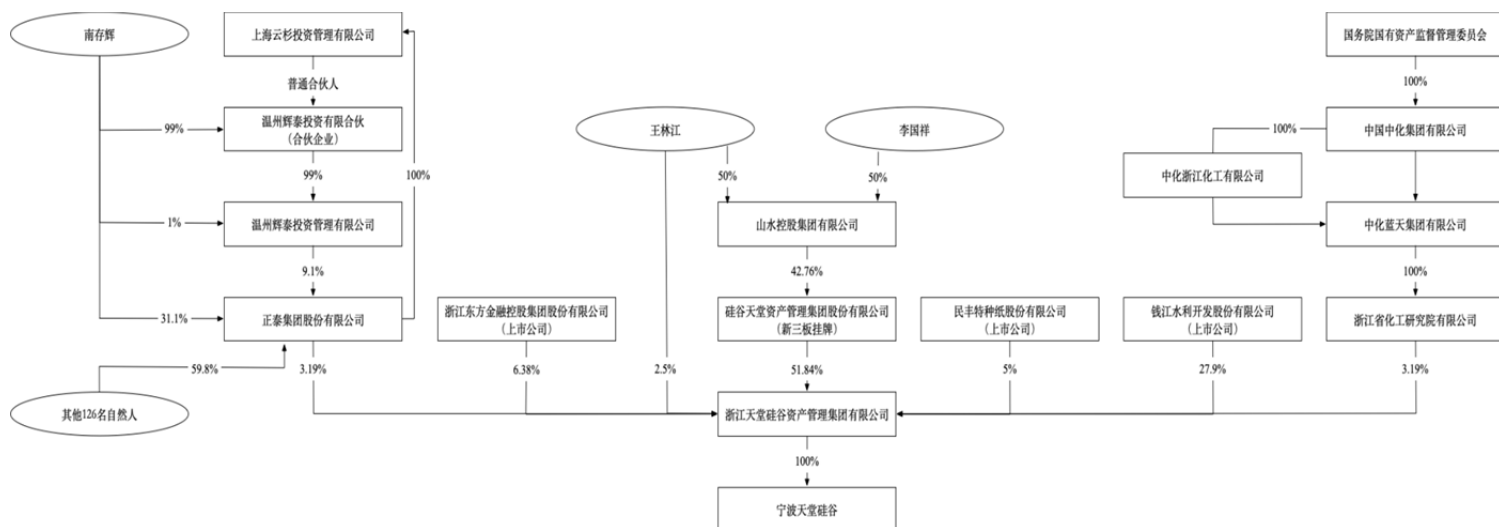 南存辉
上海云杉投资管理有限公司
国务院国有资产监督管理委员会
普通合伙人
100%
99%
温州辉泰投资有限合伙
（合伙企业）
王林江
李国祥
100%
中国中化集团有限公司
99%
100%
50%
50%
中化浙江化工有限公司
1%
温州辉泰投资管理有限公司
山水控股集团有限公司
中化蓝天集团有限公司
9.1%
42.76%
100%
31.1%
正泰集团股份有限公司
浙江东方金融控股集团股份有限公司
（上市公司）
硅谷天堂资产管理集团股份有限公司
（新三板挂牌）
民丰特种纸股份有限公司
（上市公司）
钱江水利开发股份有限公司
（上市公司）
浙江省化工研究院有限公司
59.8%
3.19%
6.38%
2.5%
51.84%
5%
27.9%
3.19%
其他126名自然人
浙江天堂硅谷资产管理集团有限公司
100%
宁波天堂硅谷